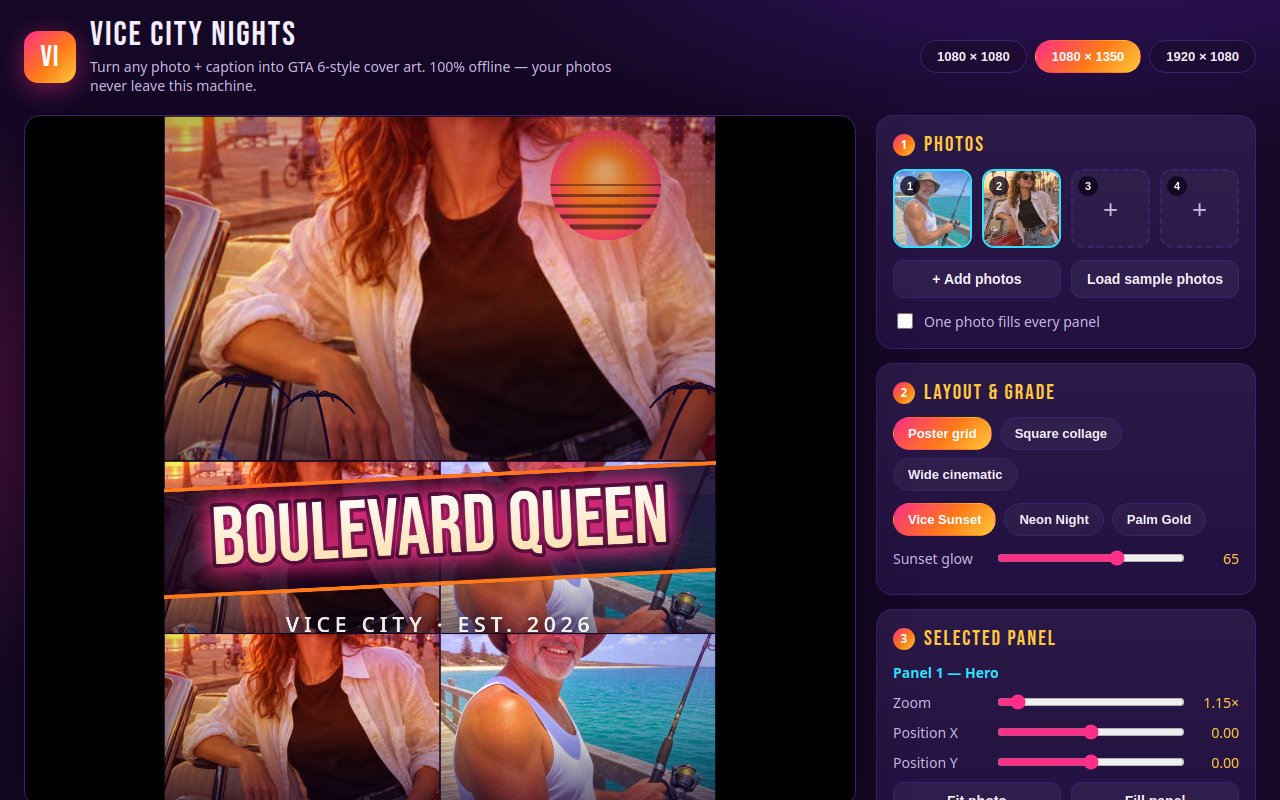 VI
VICE CITY NIGHTS
Turn any photo + caption into GTA 6-style cover art. 100% offline — your photos
never leave this machine.
1080 × 1080
1080 × 1350
1920 × 1080
BOULEVARD QUEEN
VICE CITY · EST. 2026
1 PHOTOS
1
2
3
+
4
+
+ Add photos
Load sample photos
One photo fills every panel
2 LAYOUT & GRADE
Poster grid
Square collage
Wide cinematic
Vice Sunset
Neon Night
Palm Gold
Sunset glow 65
3 SELECTED PANEL
Panel 1 — Hero
Zoom 1.15×
Position X 0.00
Position Y 0.00
Fit photo
Fill panel